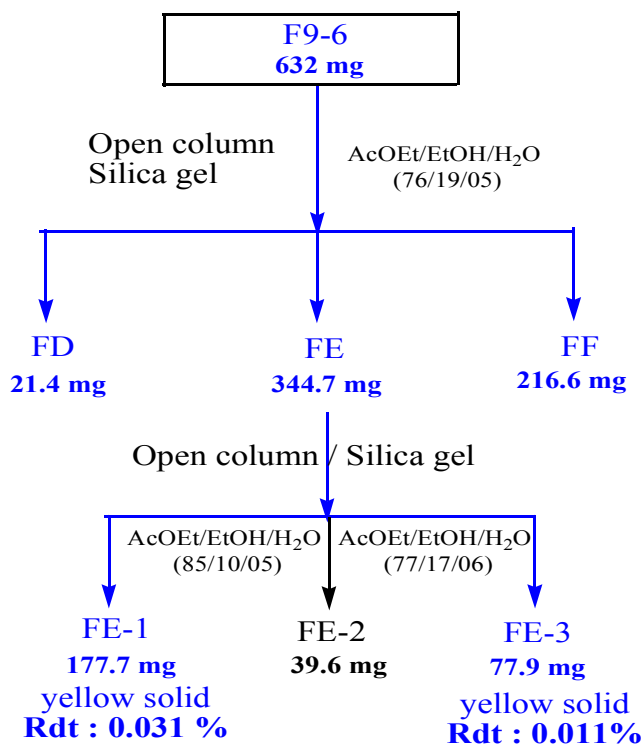 F9-6
632 mg
Open column
Silica gel
AcOEt/EtOH/H₂O
(76/19/05)
FD
21.4 mg
FE
344.7 mg
FF
216.6 mg
Open column / Silica gel
AcOEt/EtOH/H₂O
(85/10/05)
AcOEt/EtOH/H₂O
(77/17/06)
FE-1
177.7 mg
yellow solid
Rdt : 0.031 %
FE-2
39.6 mg
FE-3
77.9 mg
yellow solid
Rdt : 0.011%